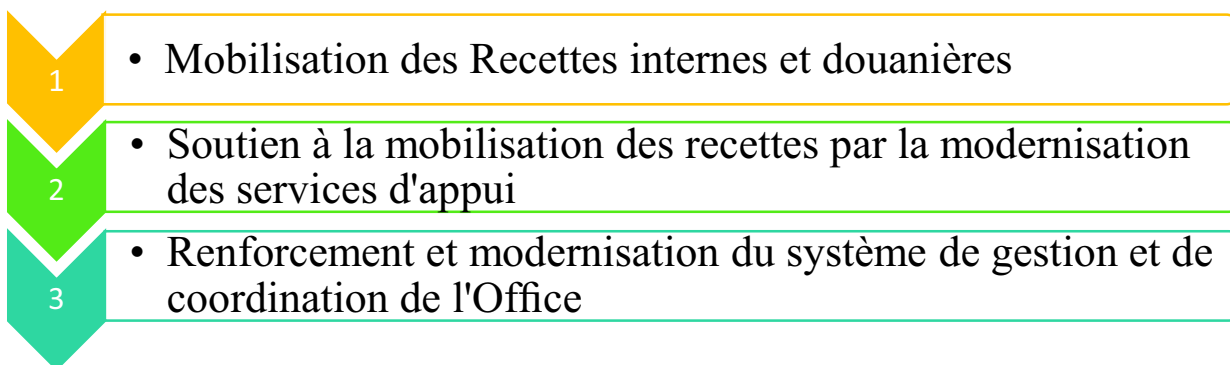 1
• Mobilisation des Recettes internes et douanières
2
• Soutien à la mobilisation des recettes par la modernisation
des services d'appui
3
• Renforcement et modernisation du système de gestion et de
coordination de l'Office